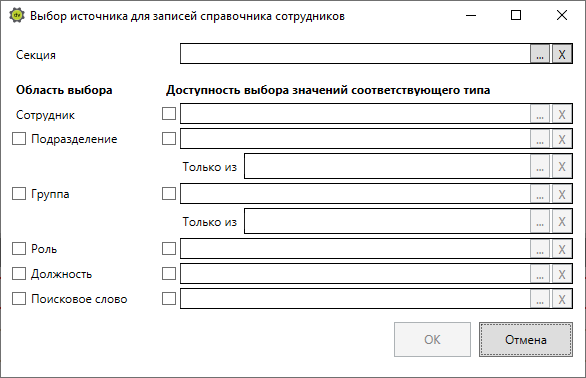 Выбор источника для записей справочника сотрудников
Секция ... X
Область выбора Доступность выбора значений соответствующего типа
Сотрудник ... X
Подразделение ... X
Только из ... X
Группа ... X
Только из ... X
Роль ... X
Должность ... X
Поисковое слово ... X
OK Отмена